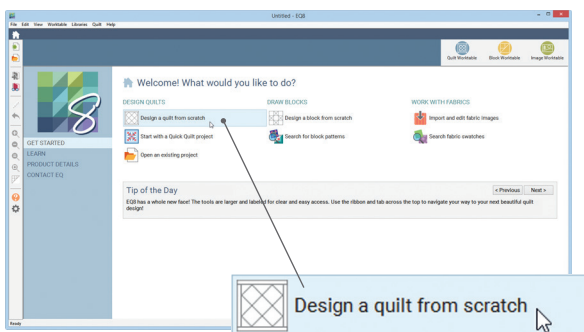 Untitled - EQ8
File Edit View Worktable Libraries Quilt Help
Quilt Worktable Block Worktable Image Worktable
8
Welcome! What would you like to do?
DESIGN QUILTS
Design a quilt from scratch
Start with a Quick Quilt project
Open an existing project
DRAW BLOCKS
Design a block from scratch
Search for block patterns
WORK WITH FABRICS
Import and edit fabric images
Search fabric swatches
GET STARTED
LEARN
PRODUCT DETAILS
CONTACT EQ
Tip of the Day
< Previous Next >
EQ8 has a whole new face! The tools are larger and labeled for clear and easy access. Use the ribbon and tab across the top to navigate your way to your next beautiful quilt
design!
Design a quilt from scratch
Ready